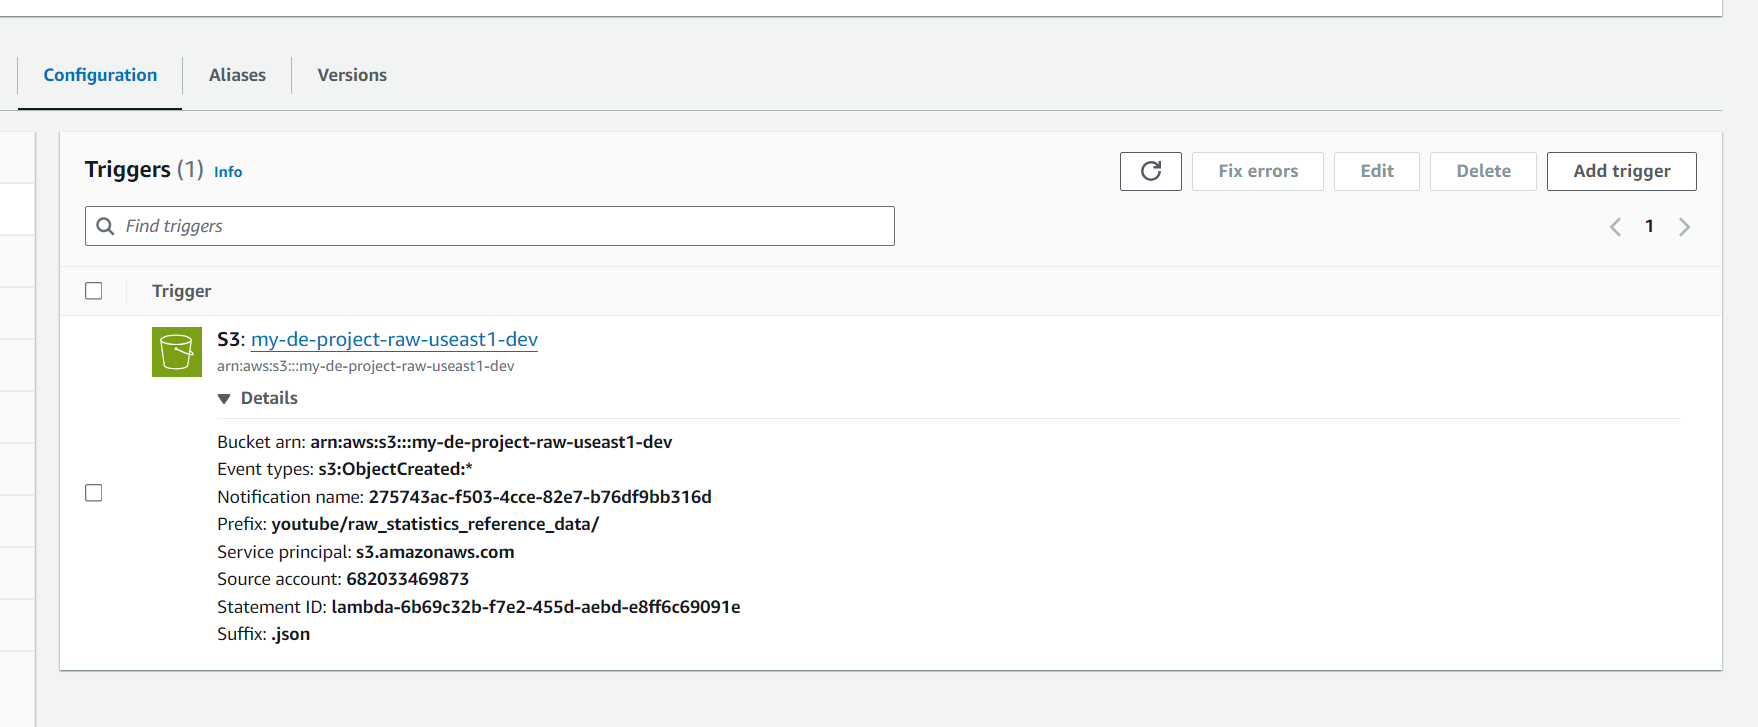 Configuration
Aliases
Versions
Triggers (1) Info
Fix errors
Edit
Delete
Add trigger
Find triggers
1
Trigger
S3: my-de-project-raw-useast1-dev
arn:aws:s3:::my-de-project-raw-useast1-dev
Details
Bucket arn: arn:aws:s3:::my-de-project-raw-useast1-dev
Event types: s3:ObjectCreated:*
Notification name: 275743ac-f503-4cce-82e7-b76df9bb316d
Prefix: youtube/raw_statistics_reference_data/
Service principal: s3.amazonaws.com
Source account: 682033469873
Statement ID: lambda-6b69c32b-f7e2-455d-aebd-e8ff6c69091e
Suffix: .json